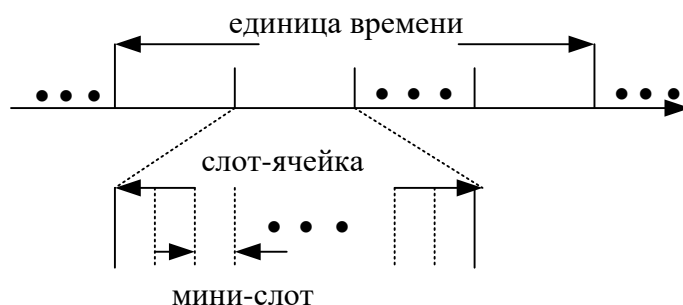 единица времени
слот-ячейка
мини-слот